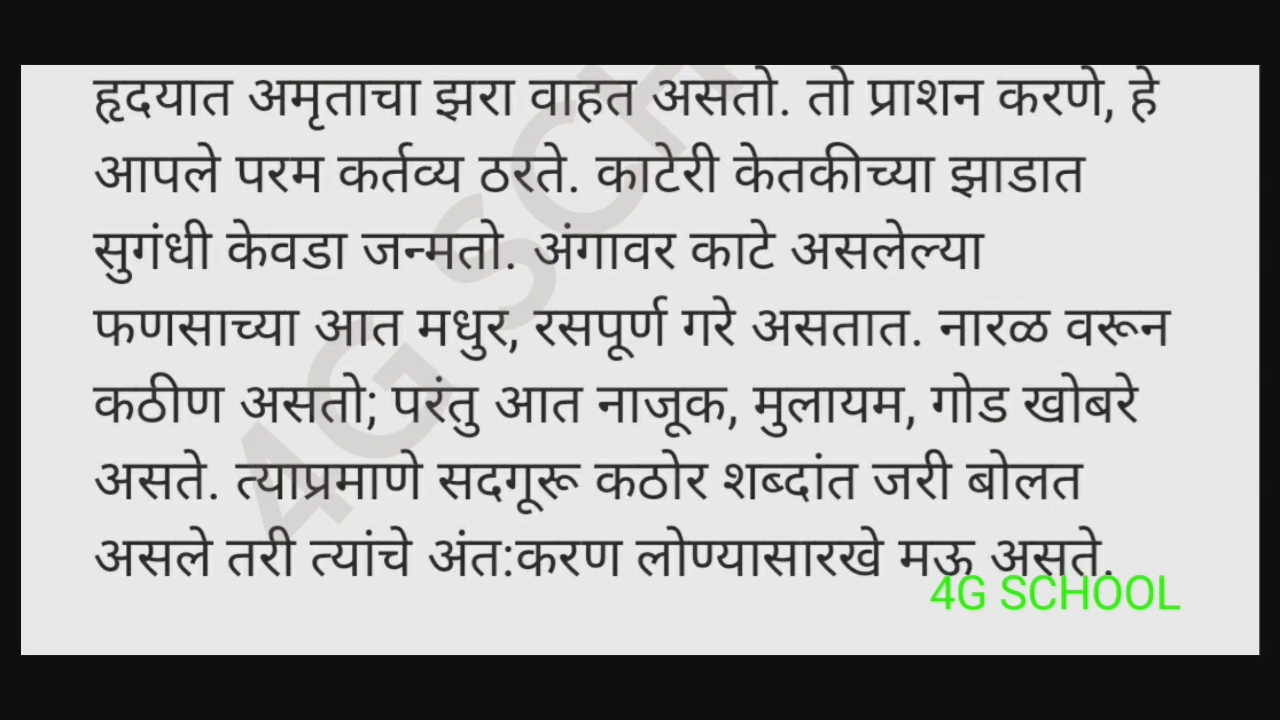 हृदयात अमृताचा झरा वाहत असतो. तो प्राशन करणे, हे
आपले परम कर्तव्य ठरते. काटेरी केतकीच्या झाडात
सुगंधी केवडा जन्मतो. अंगावर काटे असलेल्या
फणसाच्या आत मधुर, रसपूर्ण गरे असतात. नारळ वरून
कठीण असतो; परंतु आत नाजूक, मुलायम, गोड खोबरे
असते. त्याप्रमाणे सदगूरू कठोर शब्दांत जरी बोलत
असले तरी त्यांचे अंत:करण लोण्यासारखे मऊ असते.
4G SCHOOL
4G SCH